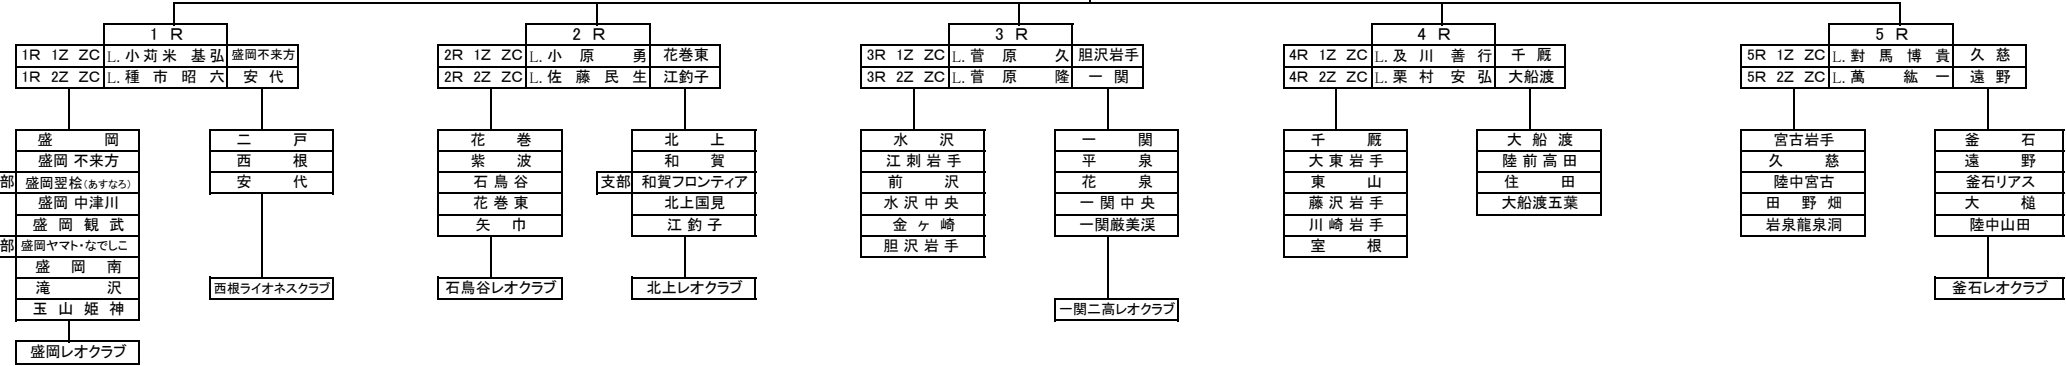 1 R
1R 1Z ZC L. 小苅米 基弘 盛岡不来方
1R 2Z ZC L. 種市昭六 安代
盛岡
盛岡 不来方
部 盛岡翌桧(あすなろ)
盛岡 中津川
盛岡観武
部 盛岡ヤマト・なでしこ
盛岡南
滝沢
玉山姫神
盛岡レオクラブ
二戸
西根
安代
西根ライオネスクラブ
2 R
2R 1Z ZC L. 小原 勇 花巻東
2R 2Z ZC L. 佐藤民生 江釣子
花巻
紫波
石鳥谷
花巻東
矢巾
石鳥谷レオクラブ
北上
和賀
支部 和賀フロンティア
北上国見
江釣子
北上レオクラブ
3 R
3R 1Z ZC L. 菅原 久 胆沢岩手
3R 2Z ZC L. 菅原 隆 一関
水沢
江刺岩手
前沢
水沢中央
金ヶ崎
胆沢岩手
一関
平泉
花泉
一関中央
一関厳美渓
一関二高レオクラブ
4 R
4R 1Z ZC L. 及川善行 千厩
4R 2Z ZC L. 栗村安弘 大船渡
千厩
大東岩手
東山
藤沢岩手
川崎岩手
室根
大船渡
陸前高田
住田
大船渡五葉
5 R
5R 1Z ZC L. 對馬博貴 久慈
5R 2Z ZC L. 萬 紘一 遠野
宮古岩手
久慈
陸中宮古
田野畑
岩泉龍泉洞
釜石
遠野
釜石リアス
大槌
陸中山田
釜石レオクラブ